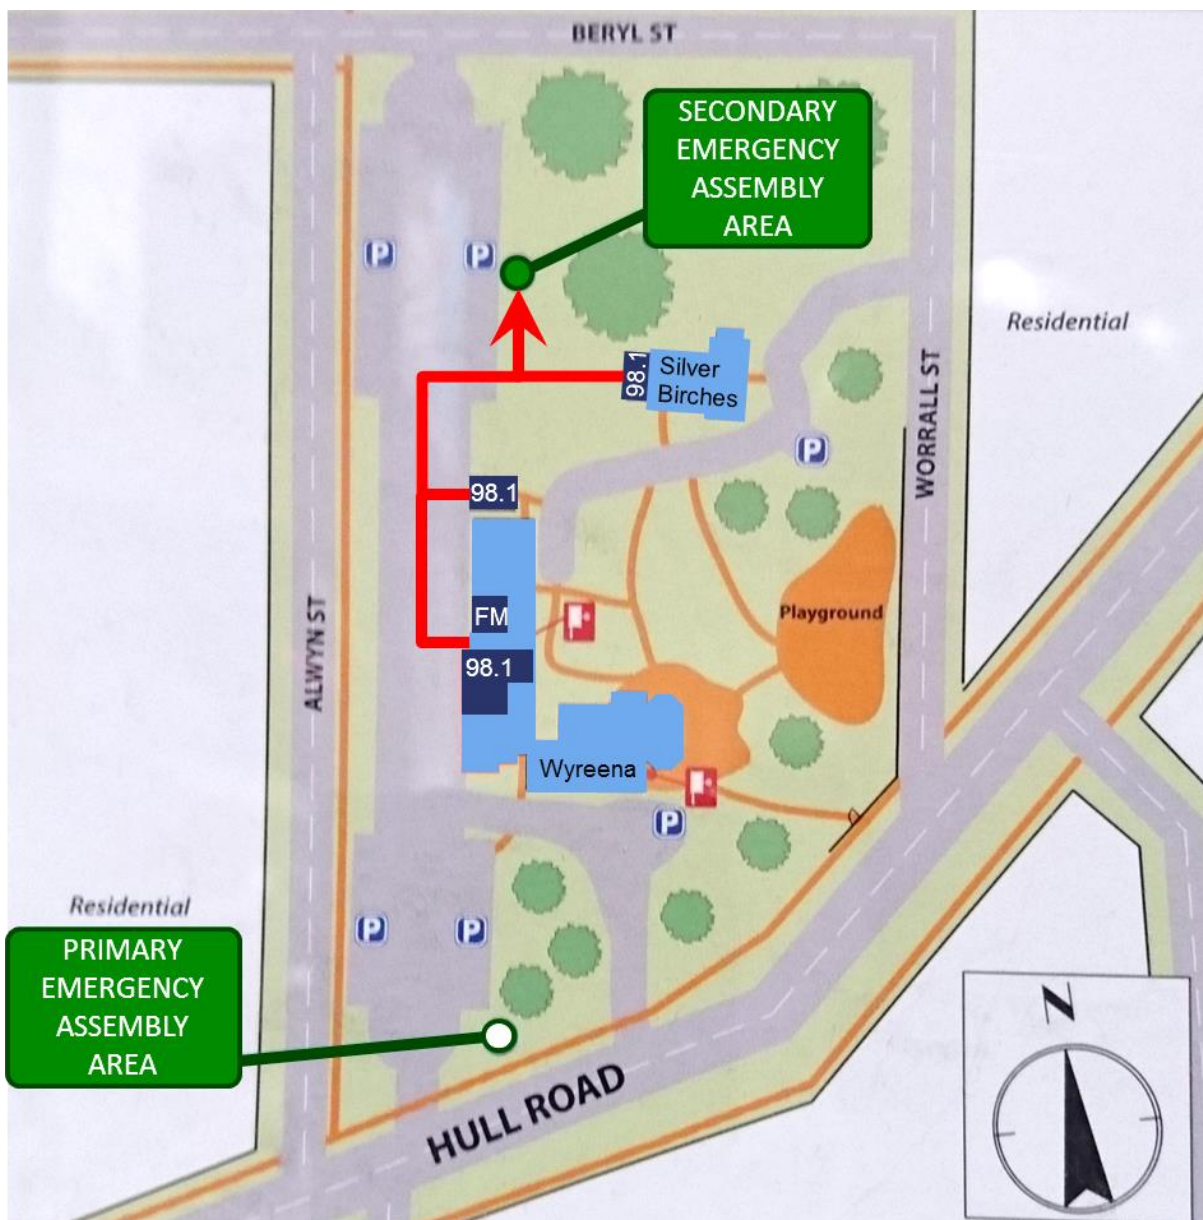 BERYL ST
SECONDARY
EMERGENCY
ASSEMBLY
AREA
P
P
Residential
98.1
Silver
Birches
WORRALL ST
P
98.1
ALWYN ST
FM
Playground
98.1
Wyreena
P
Residential
P
P
PRIMARY
EMERGENCY
ASSEMBLY
AREA
HULL ROAD
N